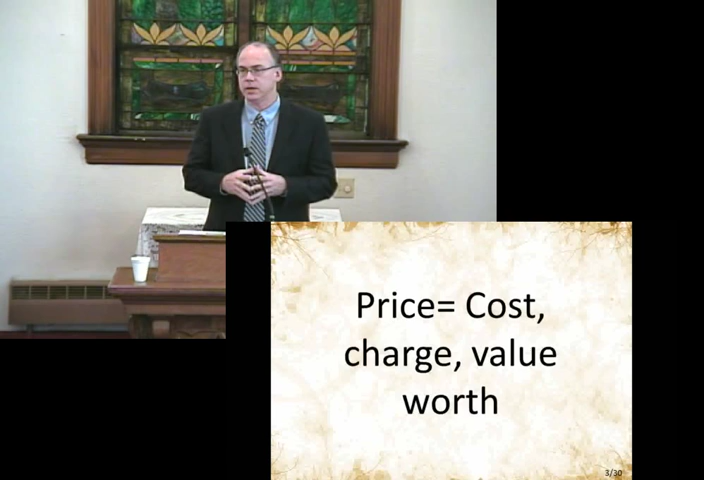 Price= Cost,
charge, value
worth
3/30